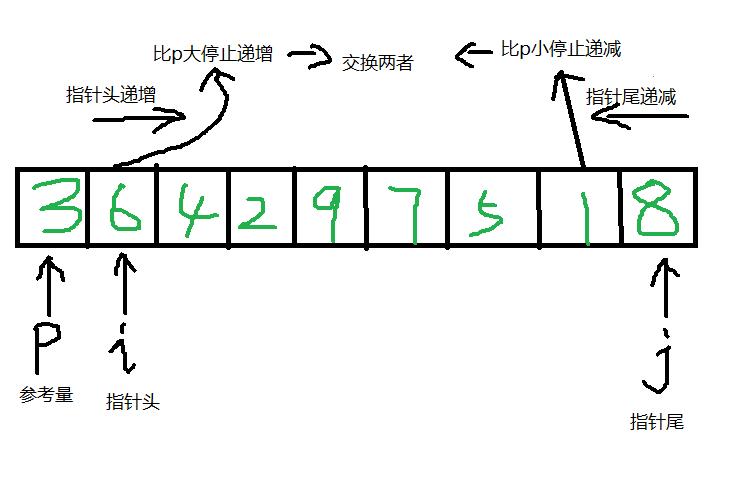 比p大停止递增
交换两者
比p小停止递减
指针头递增
指针尾递减
3 6 4 2 9 7 5 1 8
p i j
参考量
指针头
指针尾